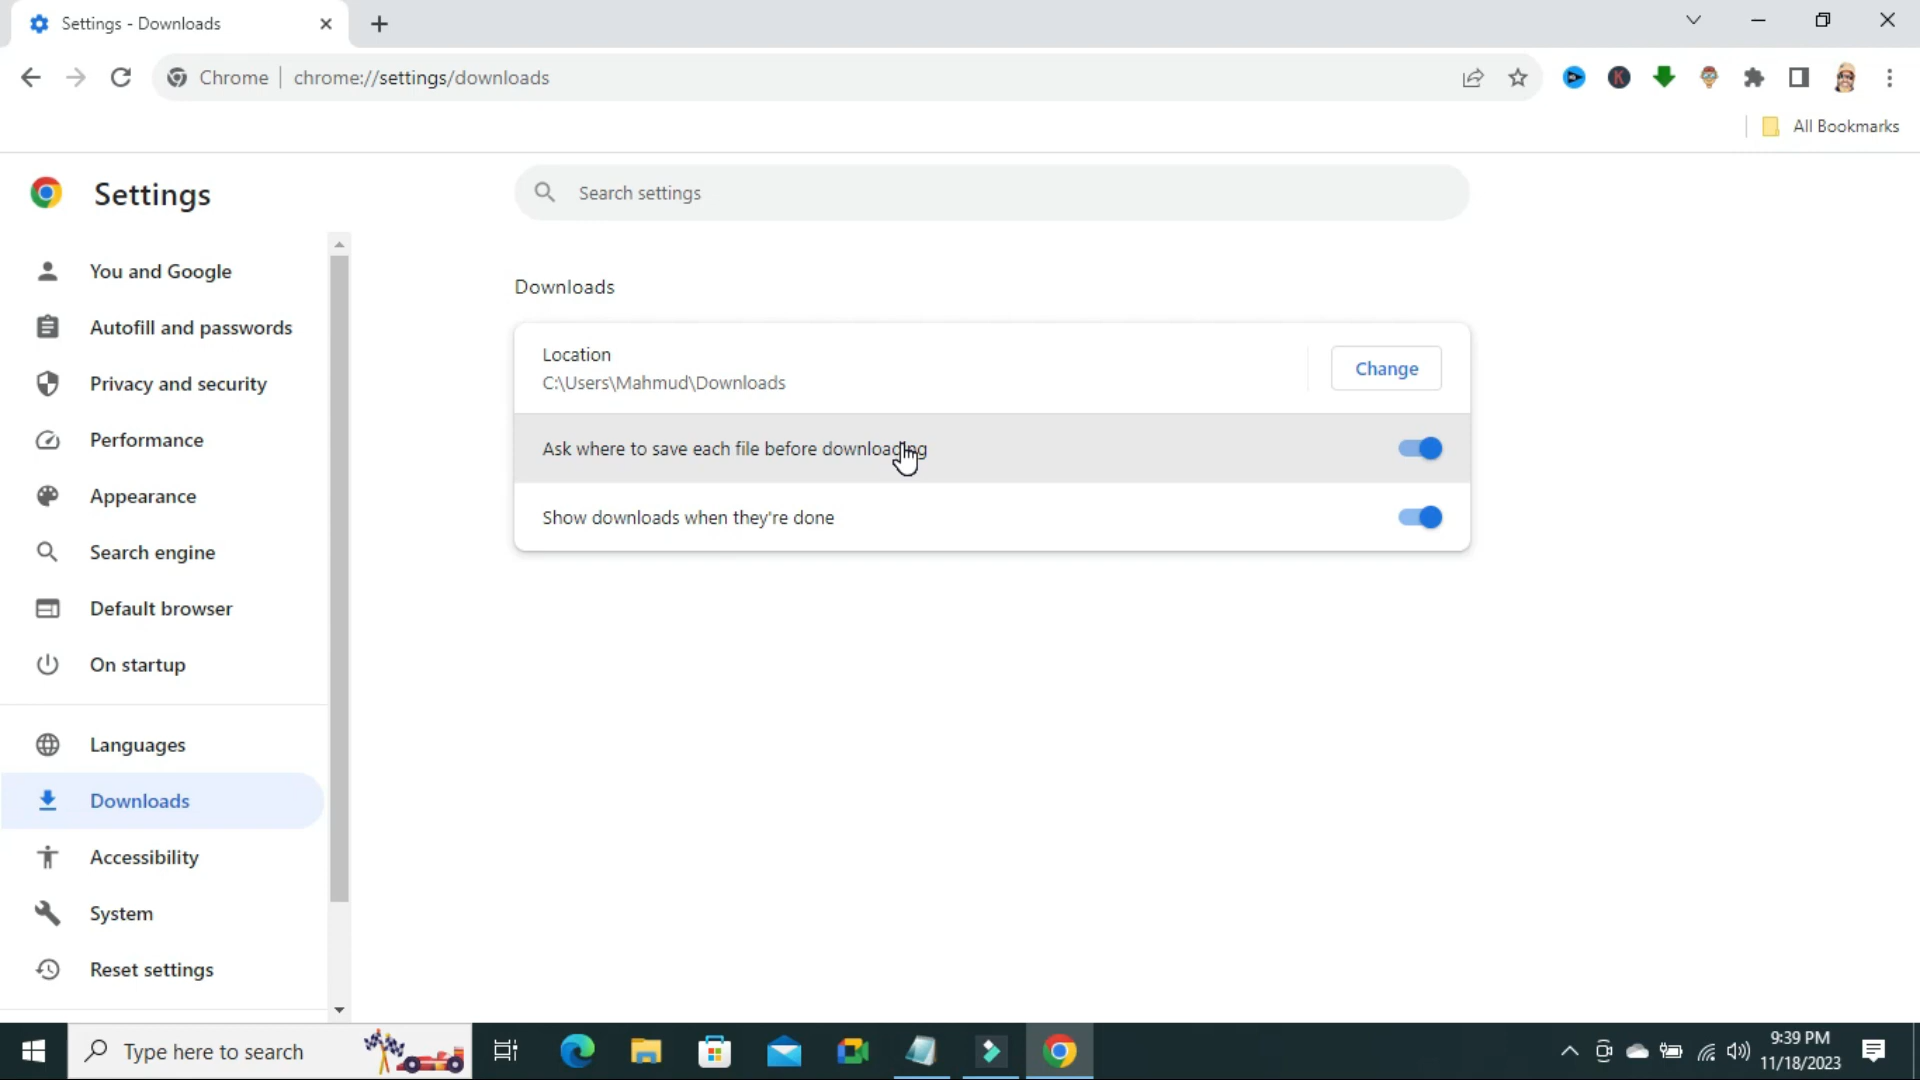 Settings - Downloads
Chrome
chrome://settings/downloads
All Bookmarks
Settings
Search settings
You and Google
Autofill and passwords
Privacy and security
Performance
Appearance
Search engine
Default browser
On startup
Languages
Downloads
Accessibility
System
Reset settings
Downloads
Location
C:\Users\Mahmud\Downloads
Change
Ask where to save each file before downloading
Show downloads when they're done
Type here to search
9:39 PM
11/18/2023